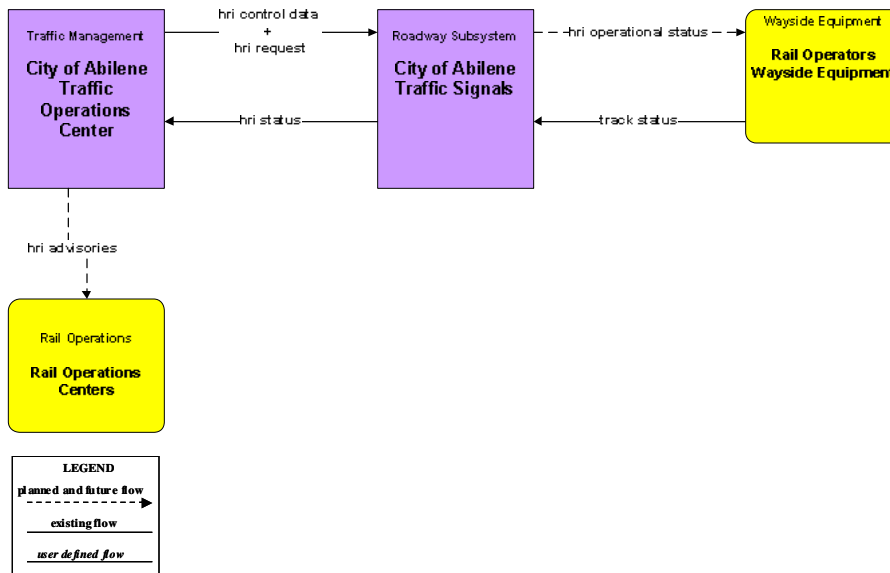 Traffic Management
City of Abilene
Traffic
Operations
Center
hri control data
+
hri request
hri status
Roadway Subsystem
City of Abilene
Traffic Signals
hri operational status
track status
Wayside Equipment
Rail Operators
Wayside Equipment
hri advisories
Rail Operations
Rail Operations
Centers
LEGEND
planned and future flow
existing flow
user defined flow